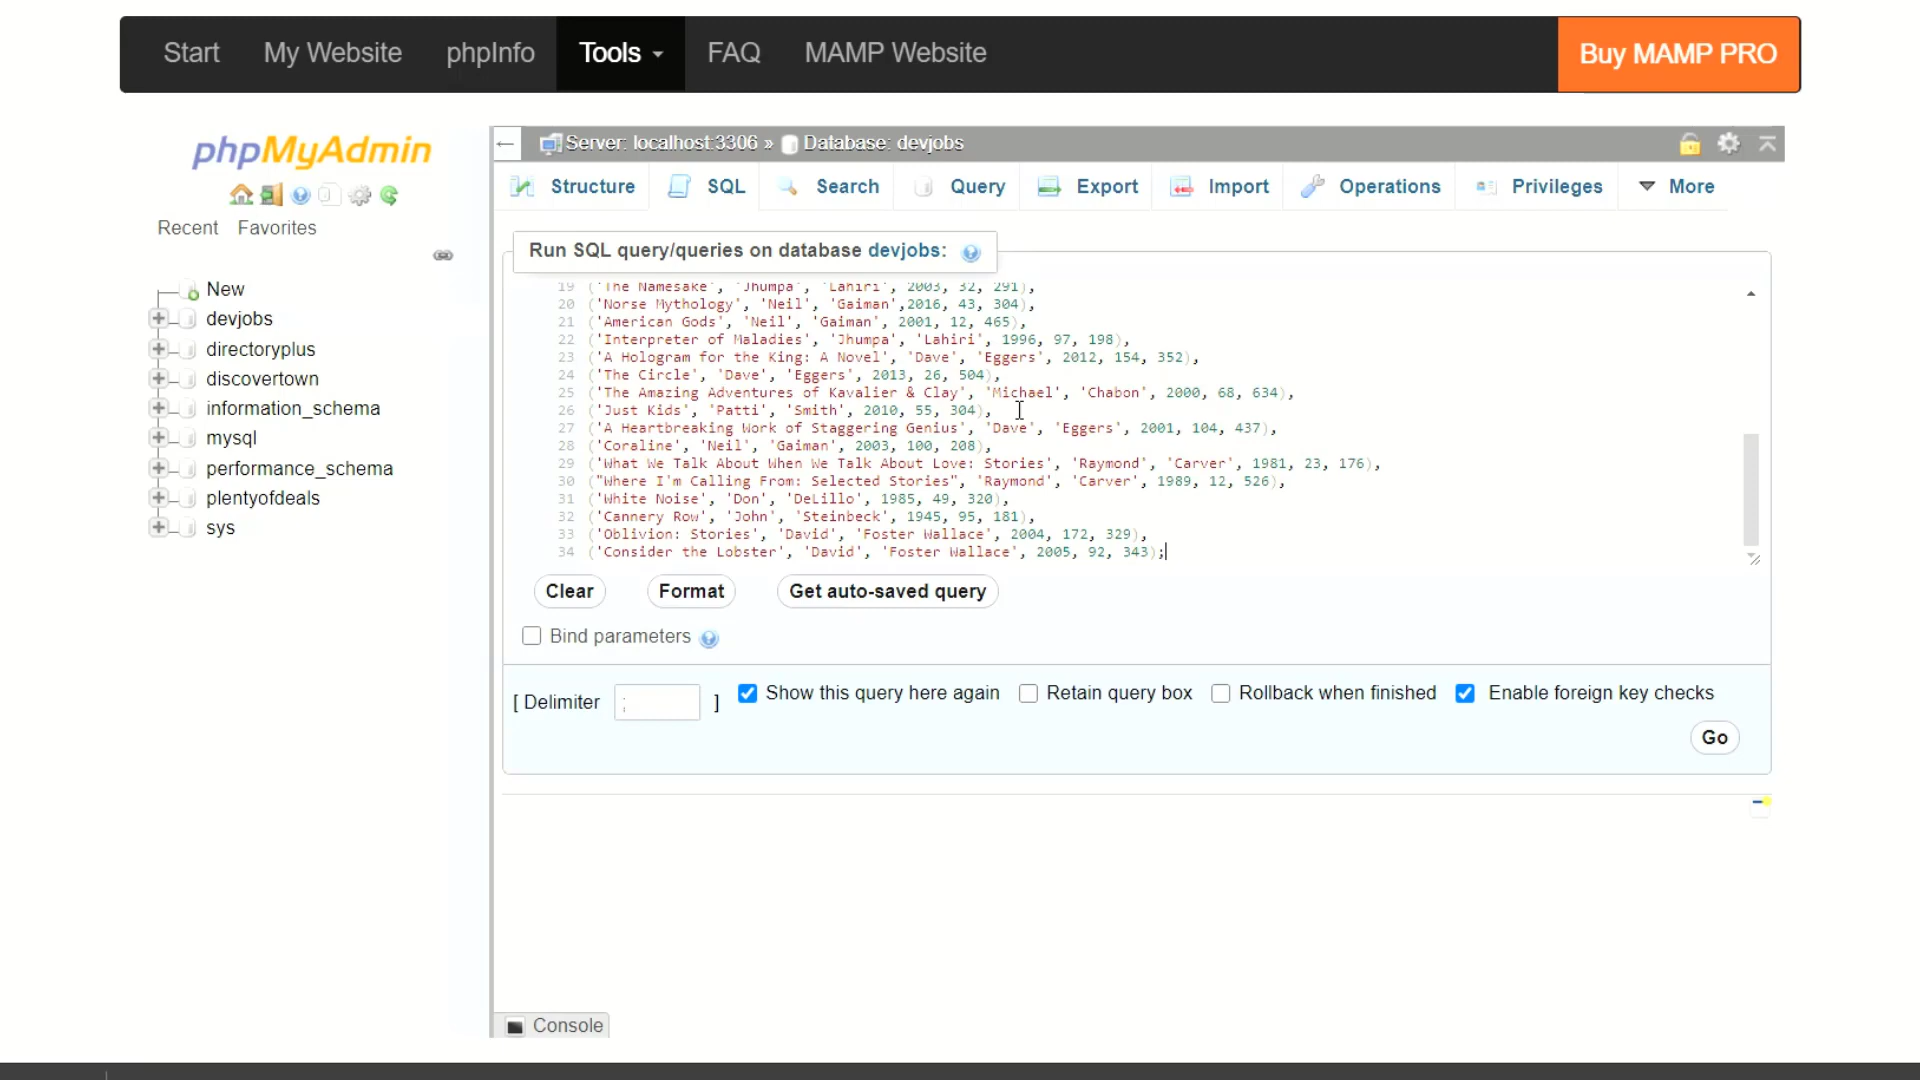 Start My Website phpInfo Tools FAQ MAMP Website Buy MAMP PRO
phpMyAdmin
Recent Favorites
New
devjobs
directoryplus
discovertown
information_schema
mysql
performance_schema
plentyofdeals
sys
Server: localhost:3306 » Database: devjobs
Structure SQL Search Query Export Import Operations Privileges More
Run SQL query/queries on database devjobs:
19 ('The Namesake', 'Jhumpa', 'Lahiri', 2003, 32, 291),
20 ('Norse Mythology', 'Neil', 'Gaiman',2016, 43, 304),
21 ('American Gods', 'Neil', 'Gaiman', 2001, 12, 465),
22 ('Interpreter of Maladies', 'Jhumpa', 'Lahiri', 1996, 97, 198),
23 ('A Hologram for the King: A Novel', 'Dave', 'Eggers', 2012, 154, 352),
24 ('The Circle', 'Dave', 'Eggers', 2013, 26, 504),
25 ('The Amazing Adventures of Kavalier & Clay', 'Michael', 'Chabon', 2000, 68, 634),
26 ('Just Kids', 'Patti', 'Smith', 2010, 55, 304),
27 ('A Heartbreaking Work of Staggering Genius', 'Dave', 'Eggers', 2001, 104, 437),
28 ('Coraline', 'Neil', 'Gaiman', 2003, 100, 208),
29 ('What We Talk About When We Talk About Love: Stories', 'Raymond', 'Carver', 1981, 23, 176),
30 ("Where I'm Calling From: Selected Stories", 'Raymond', 'Carver', 1989, 12, 526),
31 ('White Noise', 'Don', 'DeLillo', 1985, 49, 320),
32 ('Cannery Row', 'John', 'Steinbeck', 1945, 95, 181),
33 ('Oblivion: Stories', 'David', 'Foster Wallace', 2004, 172, 329),
34 ('Consider the Lobster', 'David', 'Foster Wallace', 2005, 92, 343);
Clear Format Get auto-saved query
Bind parameters
[ Delimiter ; ] Show this query here again Retain query box Rollback when finished Enable foreign key checks
Go
Console